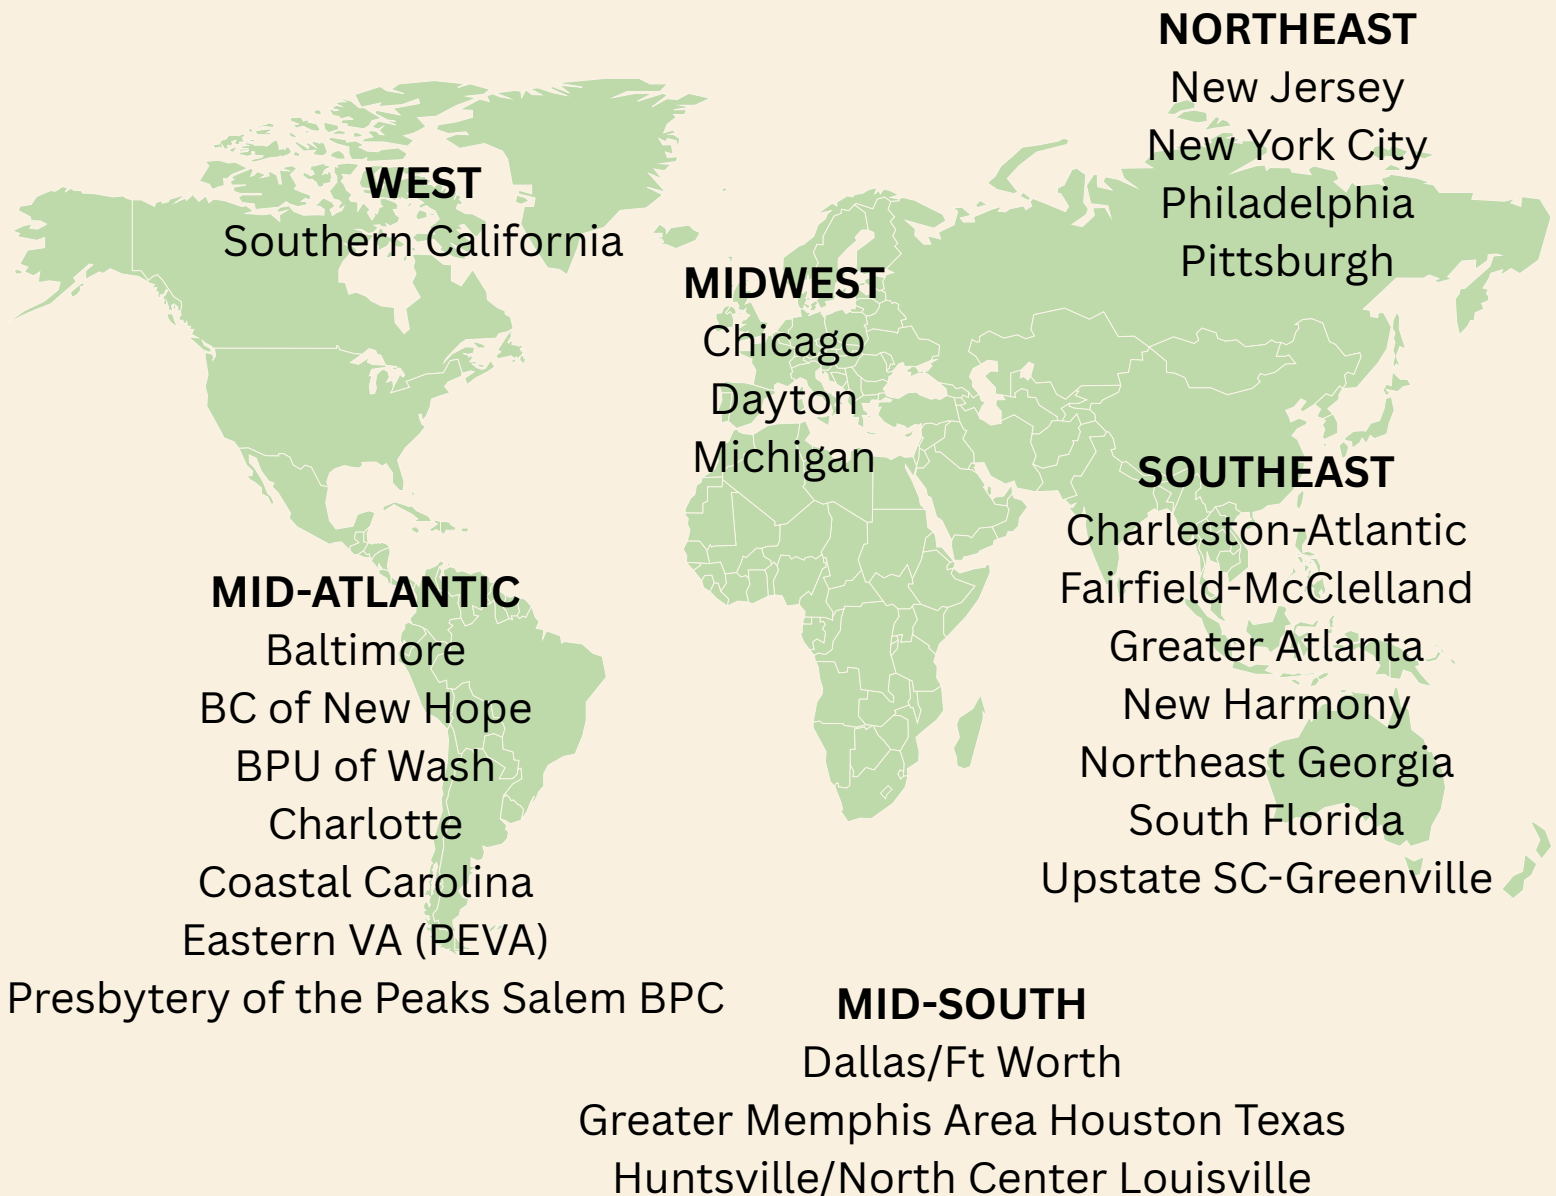 NORTHEAST
New Jersey
New York City
Philadelphia
Pittsburgh
WEST
Southern California
MIDWEST
Chicago
Dayton
Michigan
SOUTHEAST
Charleston-Atlantic
Fairfield-McClelland
Greater Atlanta
New Harmony
Northeast Georgia
South Florida
Upstate SC-Greenville
MID-ATLANTIC
Baltimore
BC of New Hope
BPU of Wash
Charlotte
Coastal Carolina
Eastern VA (PEVA)
Presbytery of the Peaks Salem BPC
MID-SOUTH
Dallas/Ft Worth
Greater Memphis Area Houston Texas
Huntsville/North Center Louisville